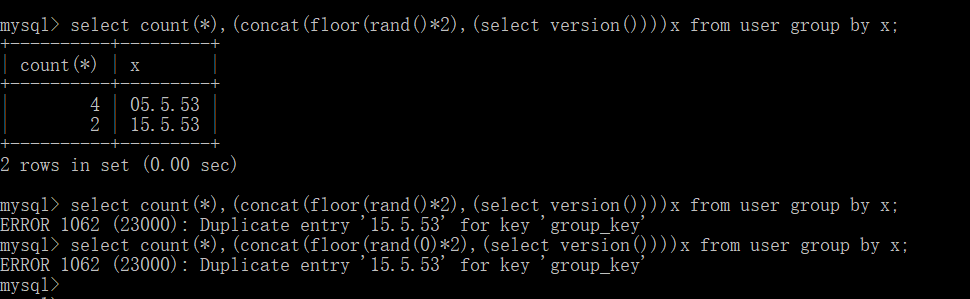 mysql> select count(*),(concat(floor(rand()*2),(select version())))x from user group by x;
+----------+---------+
| count(*) | x       |
+----------+---------+
|        4 | 05.5.53 |
|        2 | 15.5.53 |
+----------+---------+
2 rows in set (0.00 sec)
mysql> select count(*),(concat(floor(rand()*2),(select version())))x from user group by x;
ERROR 1062 (23000): Duplicate entry '15.5.53' for key 'group_key'
mysql> select count(*),(concat(floor(rand(0)*2),(select version())))x from user group by x;
ERROR 1062 (23000): Duplicate entry '15.5.53' for key 'group_key'
mysql>